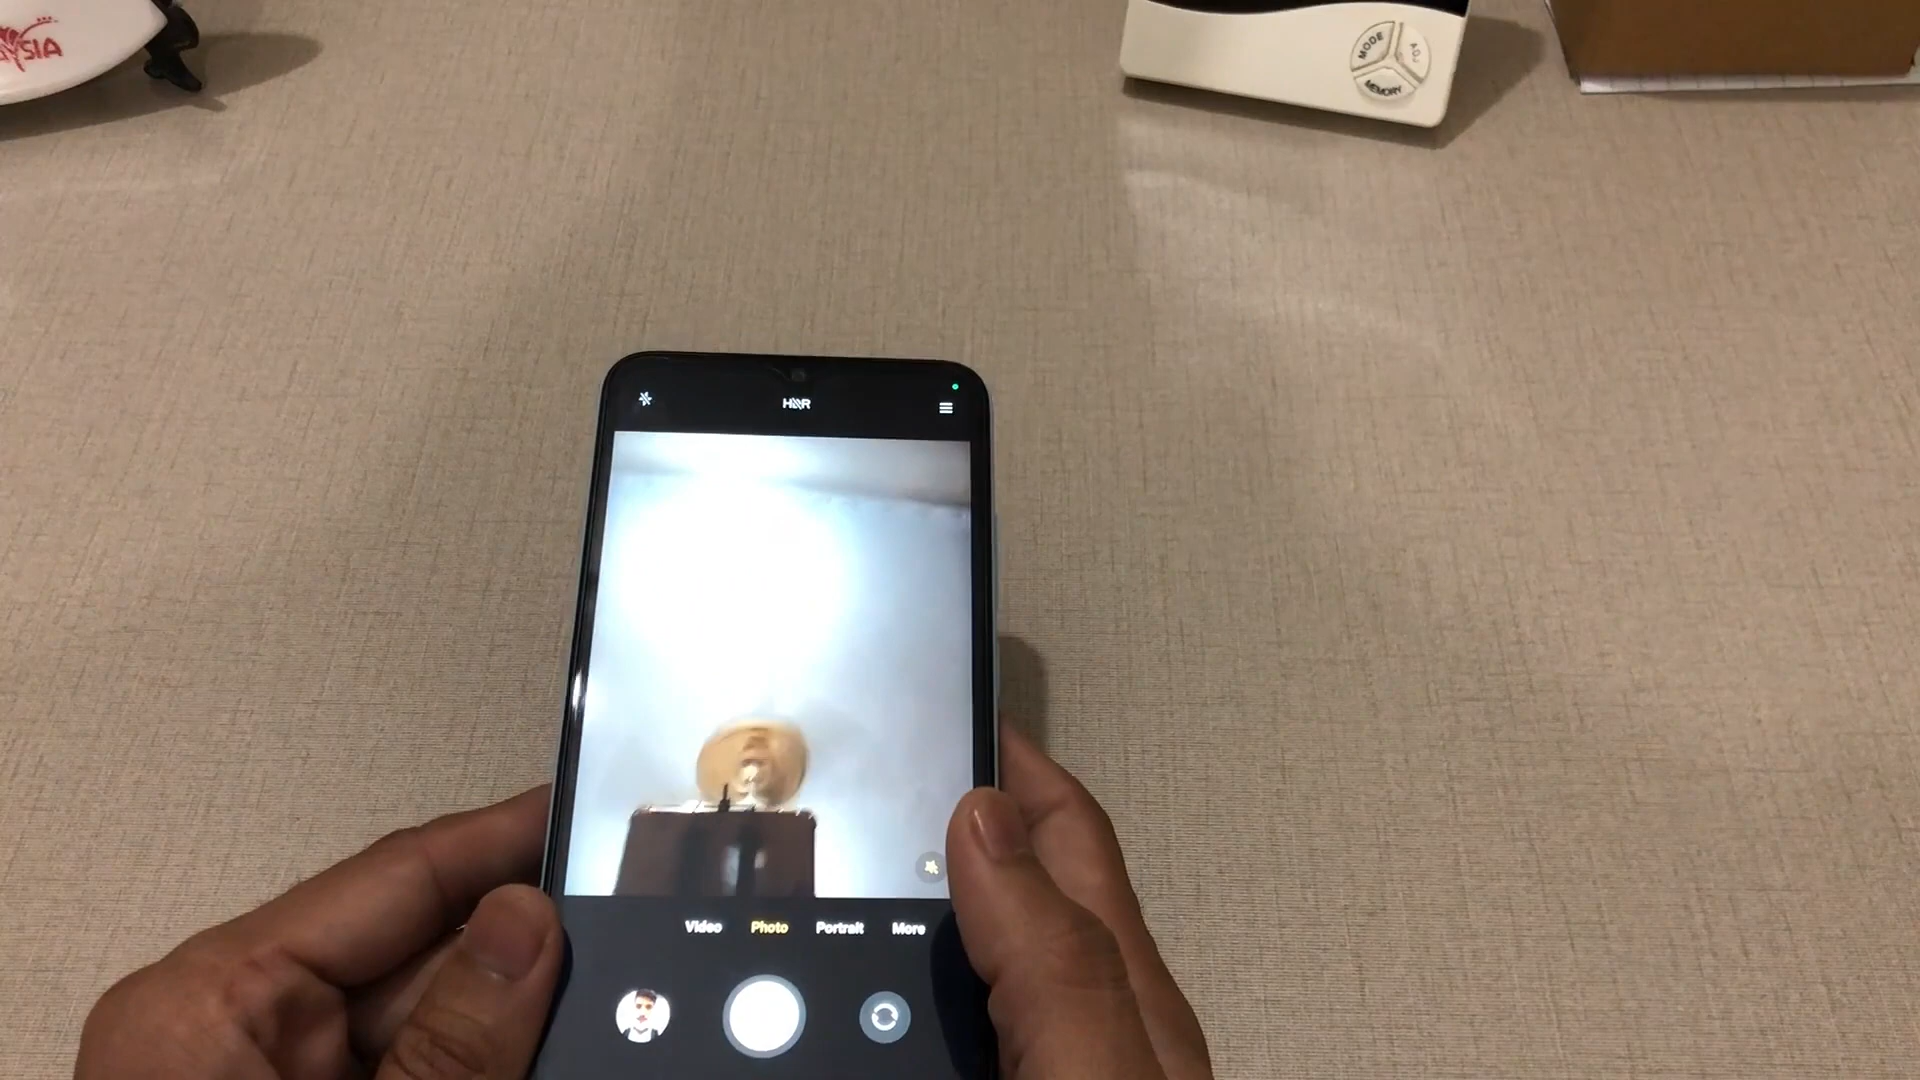 AYSIA
MODE
ADJ
MEMORY
HDR
Video Photo Portrait More